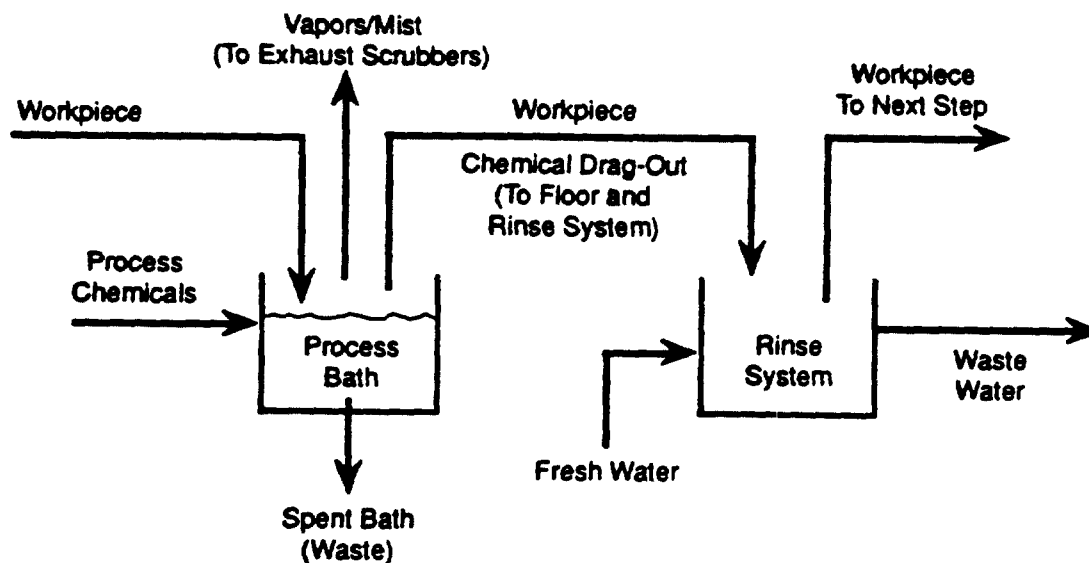 Vapors/Mist
(To Exhaust Scrubbers)
Workpiece
Workpiece
Workpiece
To Next Step
Chemical Drag-Out
(To Floor and
Rinse System)
Process
Chemicals
Process
Bath
Rinse
System
Waste
Water
Fresh Water
Spent Bath
(Waste)